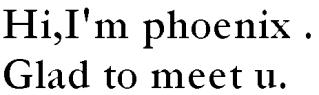 Hi,I'm phoenix .
Glad to meet u.